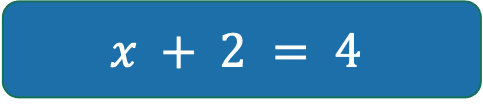 x + 2 = 4